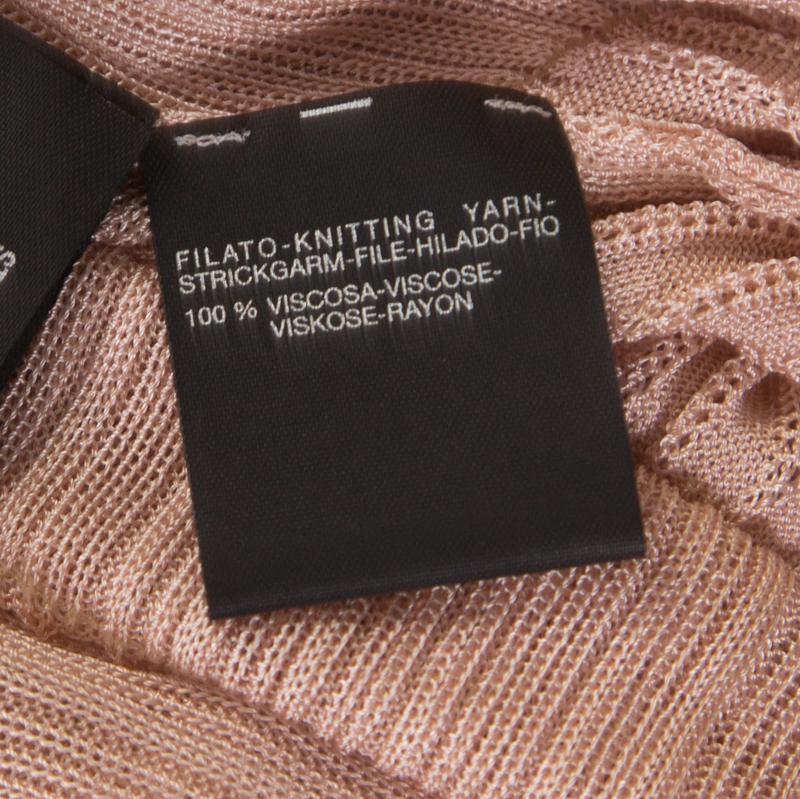 FILATO-KNITTING YARN-
STRICKGARM-FILE-HILADO-FIO
100 % VISCOSA-VISCOSE-
VISKOSE-RAYON